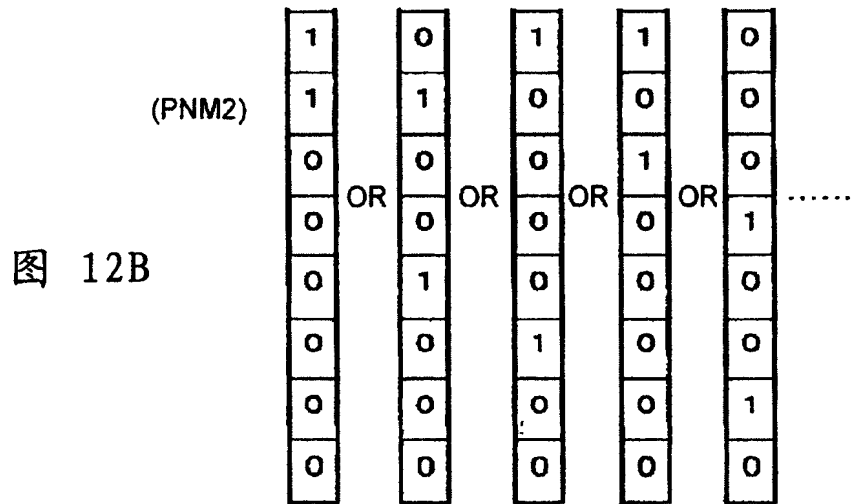 1 0 1 1 0
(PNM2) 1 1 0 0 0
0 0 0 1 0
OR OR OR OR ......
0 0 0 0 1
图 12B 0 1 0 0 0
0 0 1 0 0
0 0 0 0 1
0 0 0 0 0